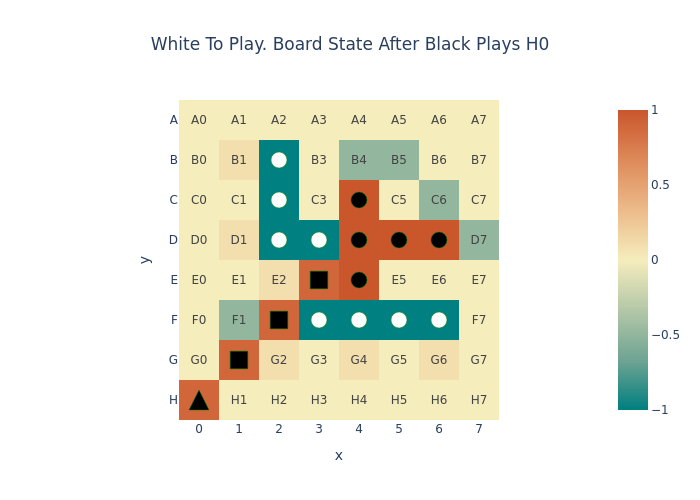 White To Play. Board State After Black Plays H0
A A0 A1 A2 A3 A4 A5 A6 A7
B B0 B1 B3 B4 B5 B6 B7
C C0 C1 C3 C5 C6 C7
D D0 D1 D7
E E0 E1 E2 E5 E6 E7
F F0 F1 F7
G G0 G2 G3 G4 G5 G6 G7
H H1 H2 H3 H4 H5 H6 H7
0 1 2 3 4 5 6 7
x
y
1
0.5
0
−0.5
−1